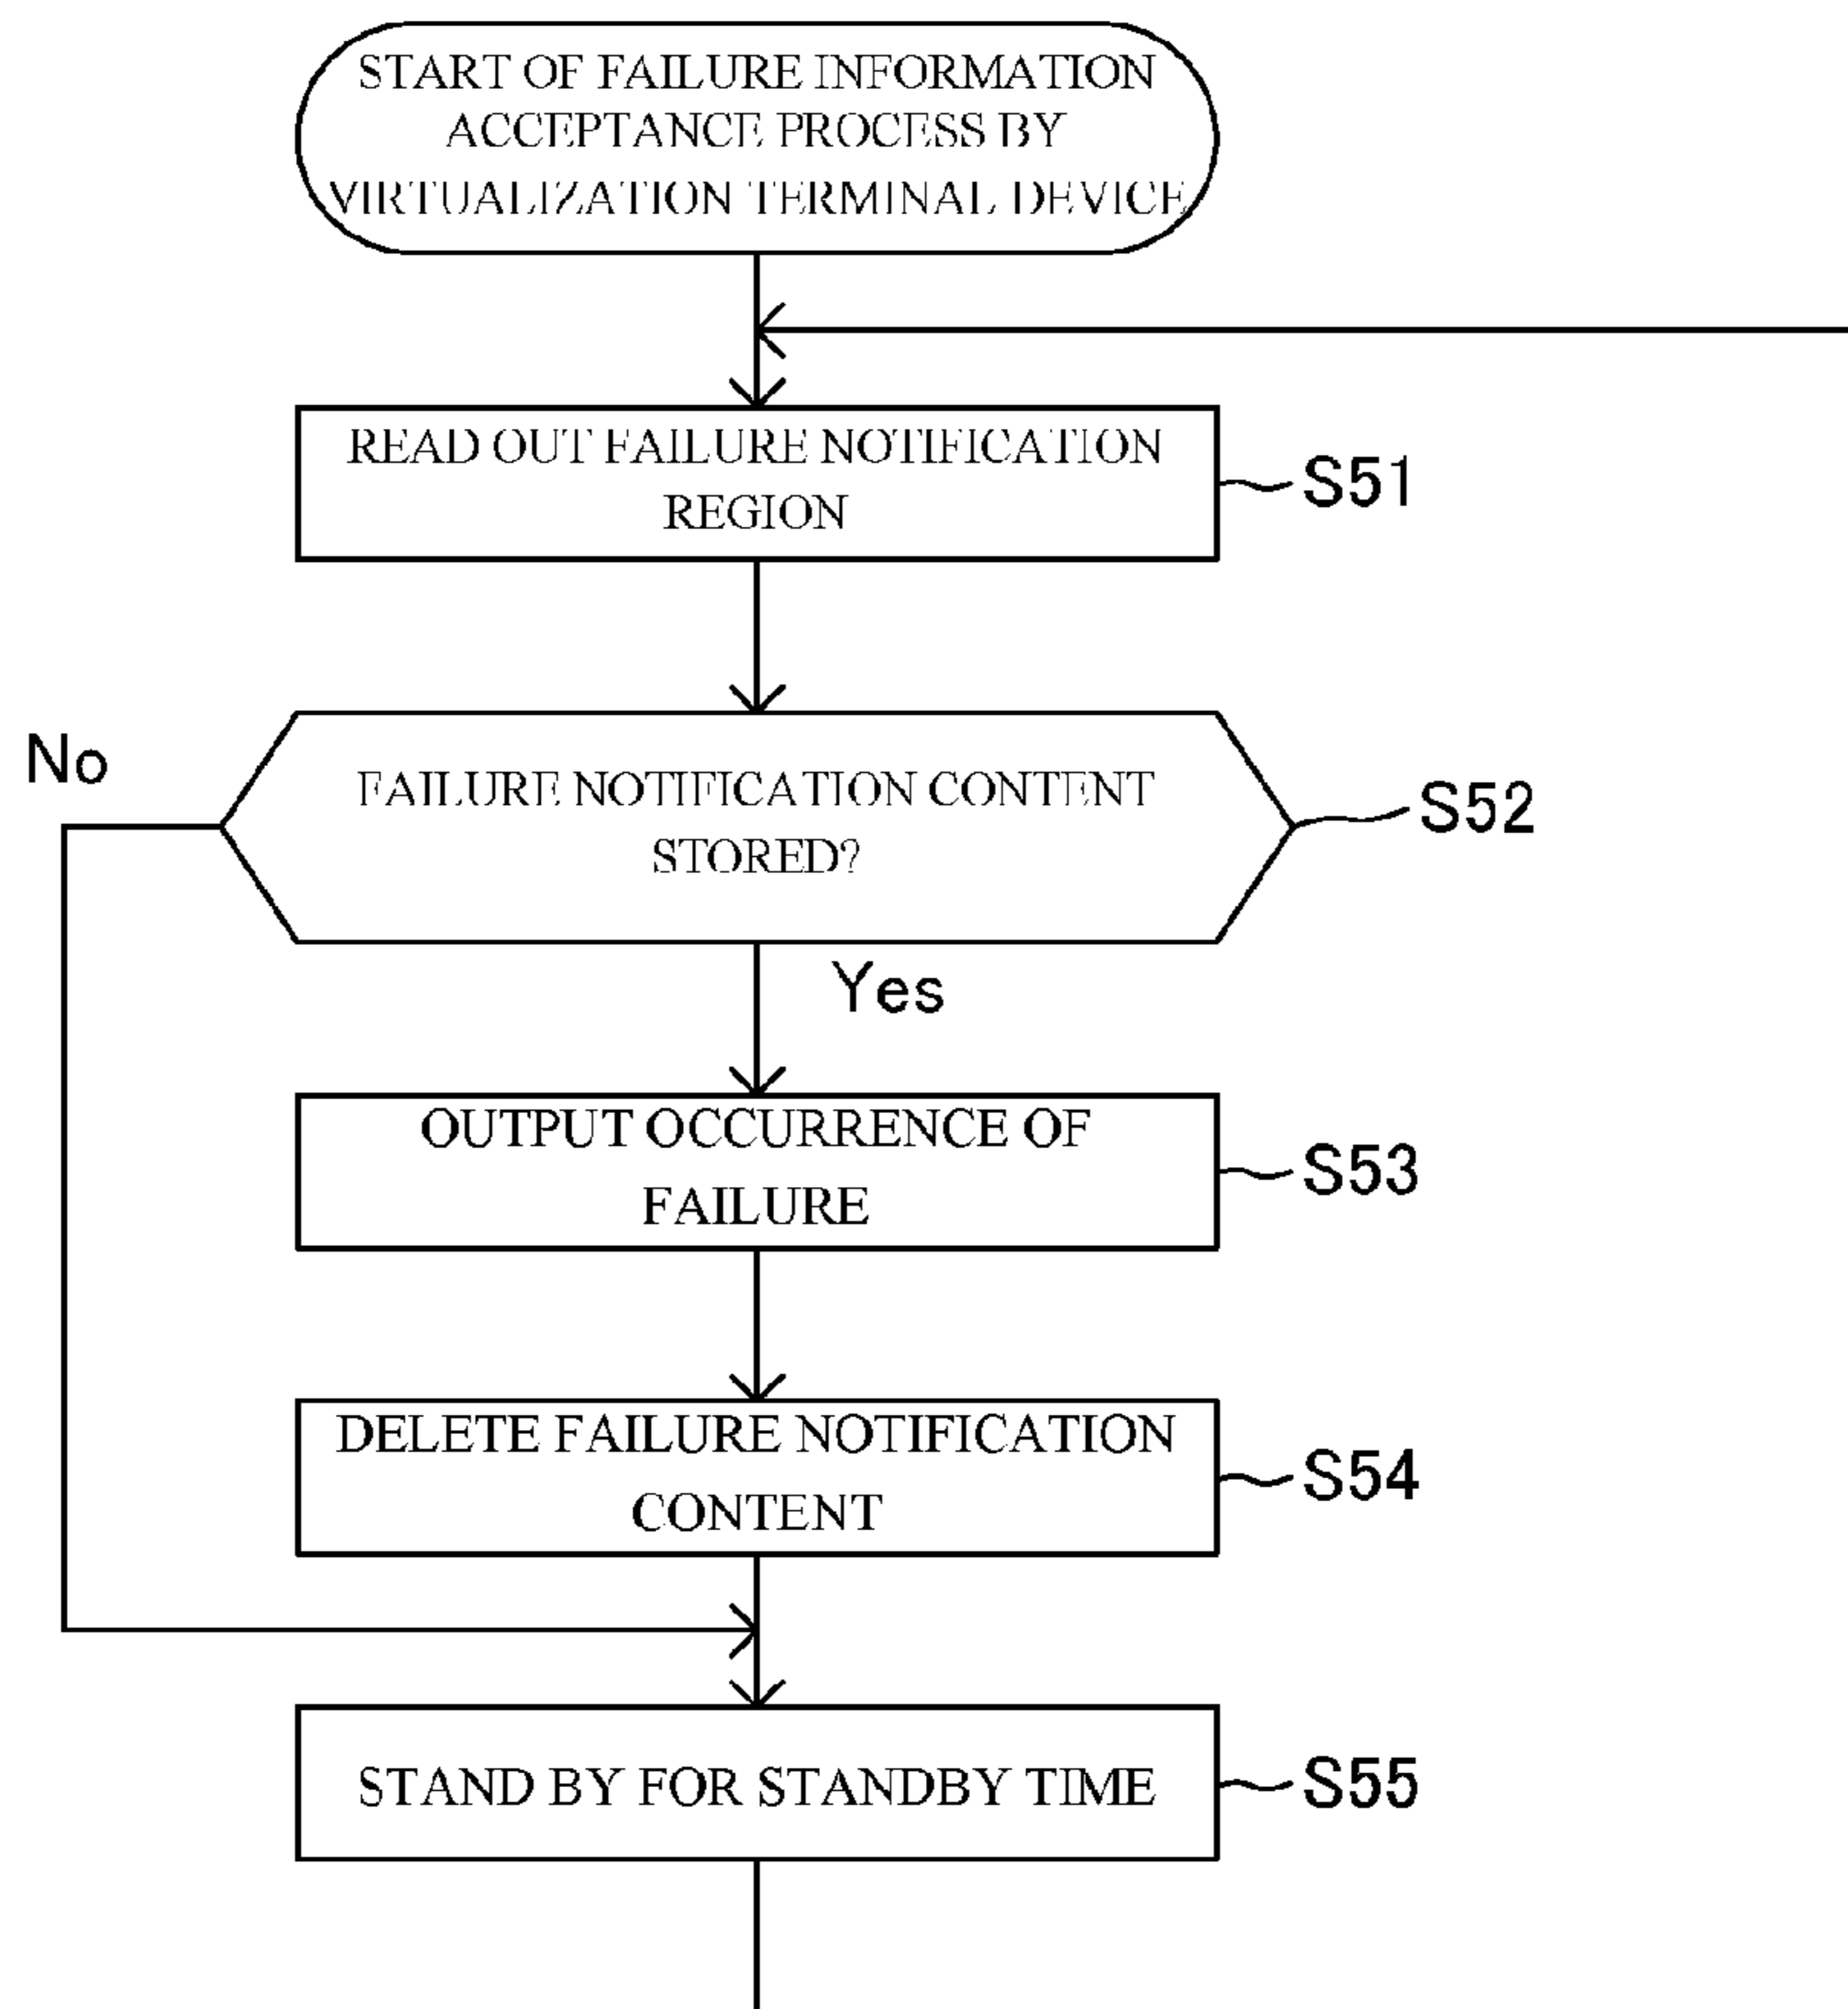 START OF FAILURE INFORMATION
ACCEPTANCE PROCESS BY
VIRTUALIZATION TERMINAL DEVICE
READ OUT FAILURE NOTIFICATION
REGION
S51
No
FAILURE NOTIFICATION CONTENT
STORED?
S52
Yes
OUTPUT OCCURRENCE OF
FAILURE
S53
DELETE FAILURE NOTIFICATION
CONTENT
S54
STAND BY FOR STANDBY TIME
S55